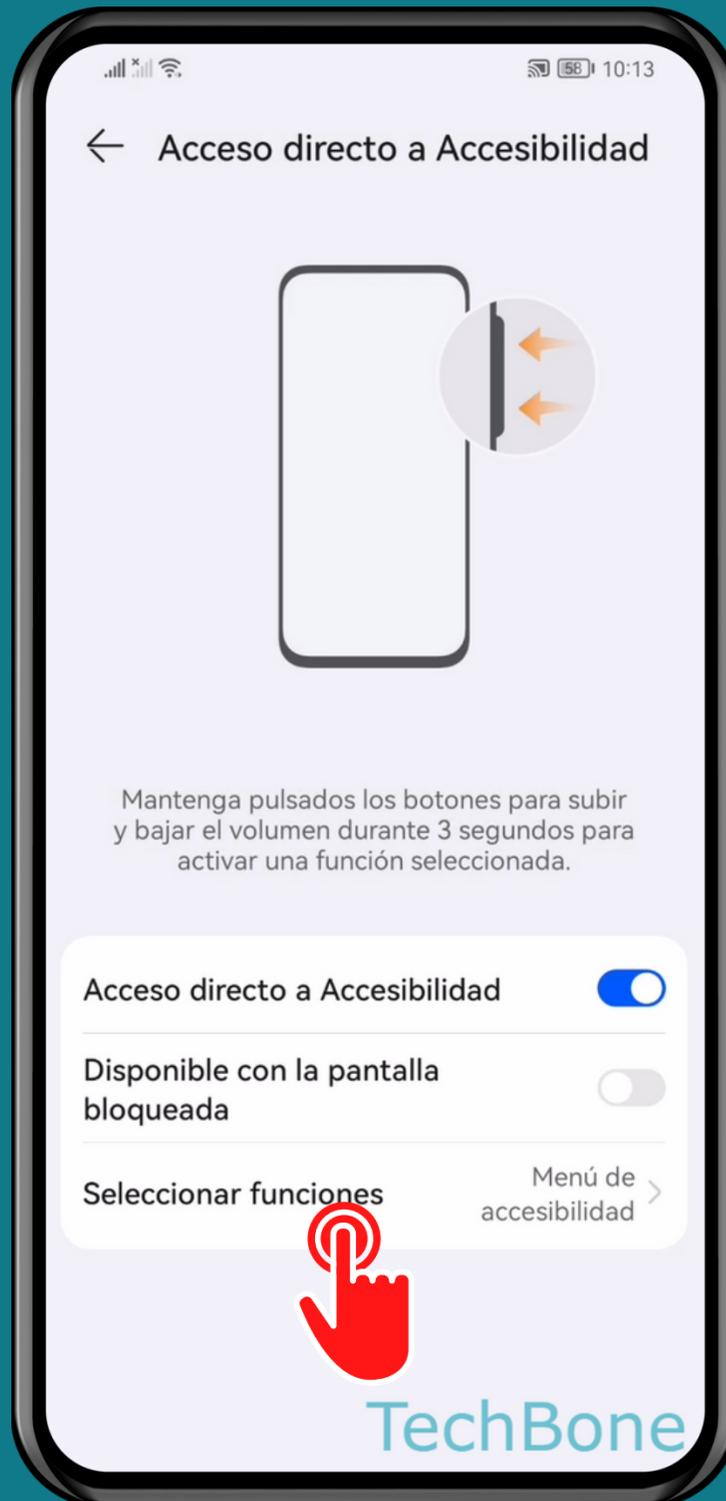 58 10:13
Acceso directo a Accesibilidad
Mantenga pulsados los botones para subir
y bajar el volumen durante 3 segundos para
activar una función seleccionada.
Acceso directo a Accesibilidad
Disponible con la pantalla
bloqueada
Seleccionar funciones
Menú de
accesibilidad
TechBone